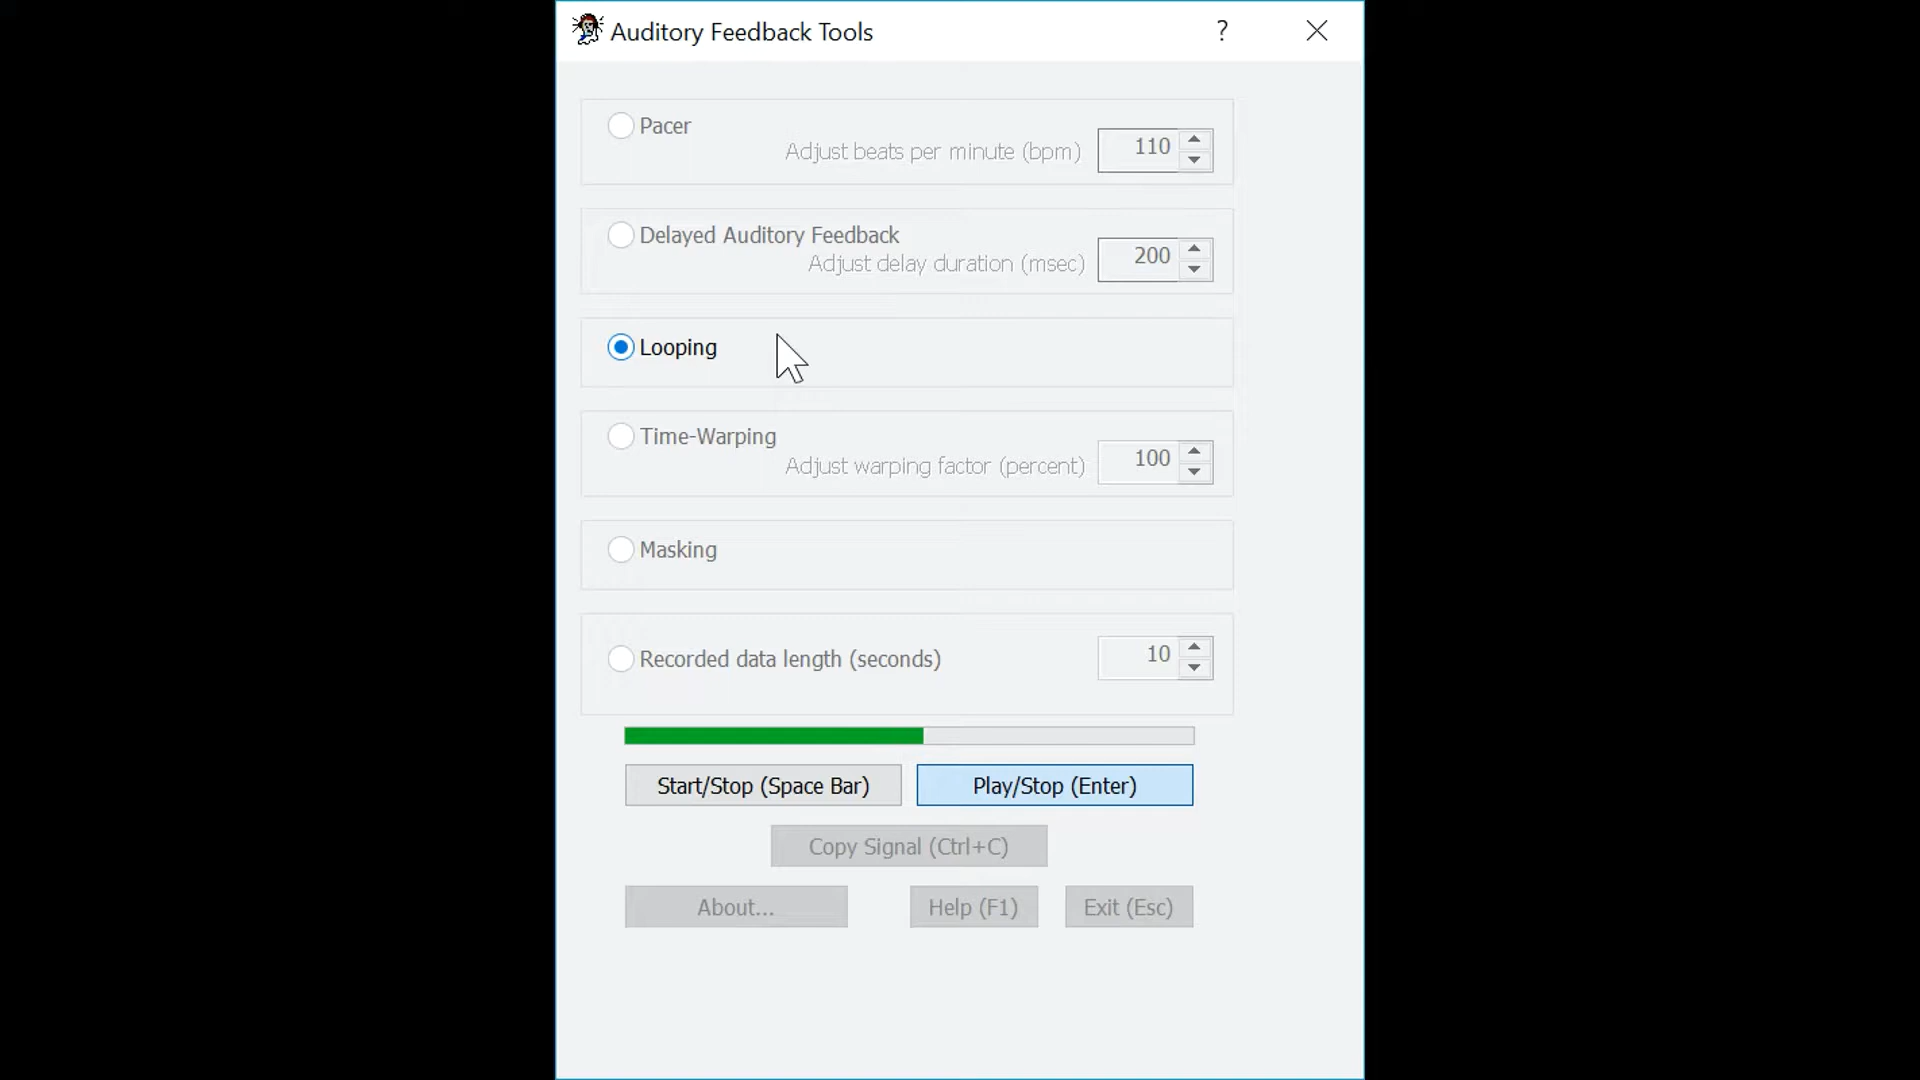 Auditory Feedback Tools
?
Pacer
Adjust beats per minute (bpm)
110
Delayed Auditory Feedback
Adjust delay duration (msec)
200
Looping
Time-Warping
Adjust warping factor (percent)
100
Masking
Recorded data length (seconds)
10
Start/Stop (Space Bar)
Play/Stop (Enter)
Copy Signal (Ctrl+C)
About...
Help (F1)
Exit (Esc)